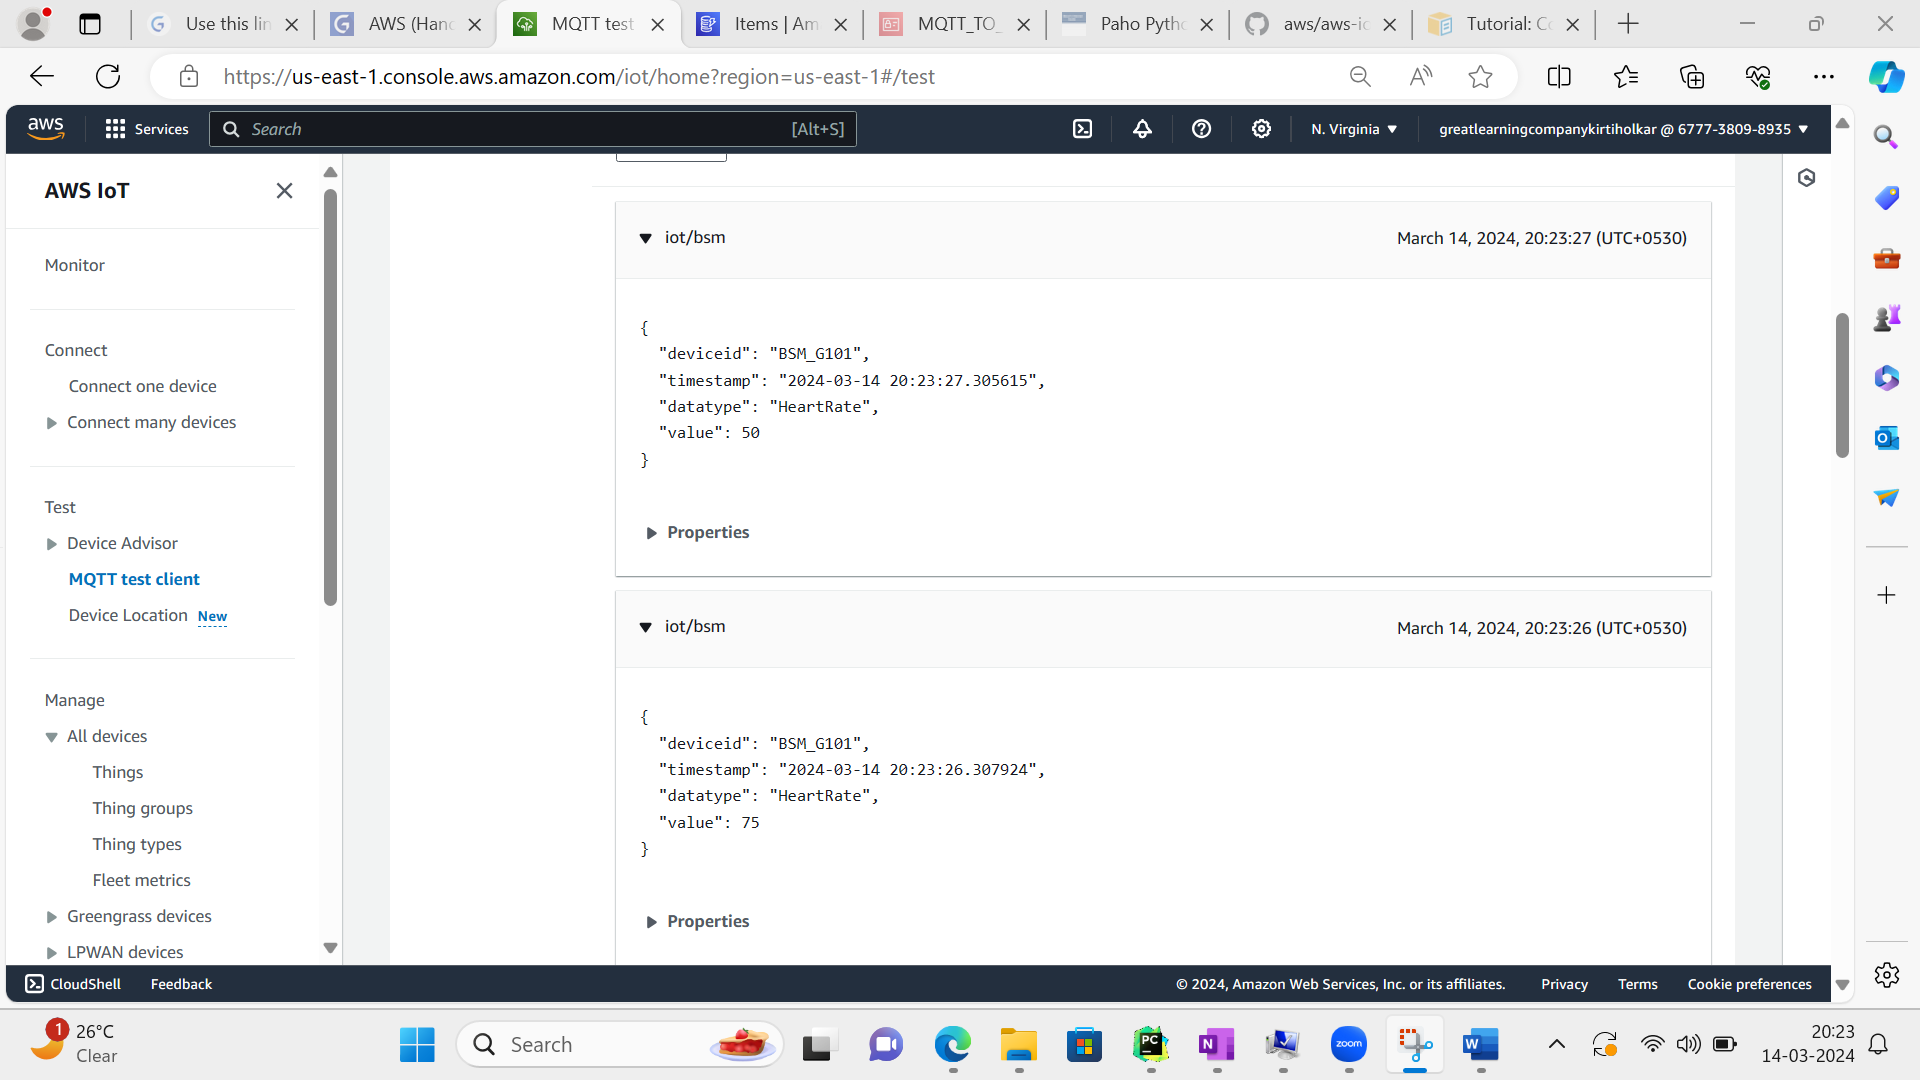 Use this lin
AWS (Hanc
MQTT test
Items | Am
MQTT_TO_
Paho Pytho
aws/aws-io
Tutorial: Co
https://us-east-1.console.aws.amazon.com/iot/home?region=us-east-1#/test
aws
Services
Search
[Alt+S]
N. Virginia
greatlearningcompanykirtiholkar @ 6777-3809-8935
AWS IoT
Monitor
Connect
Connect one device
Connect many devices
Test
Device Advisor
MQTT test client
Device Location New
Manage
All devices
Things
Thing groups
Thing types
Fleet metrics
Greengrass devices
LPWAN devices
iot/bsm
March 14, 2024, 20:23:27 (UTC+0530)
{
"deviceid": "BSM_G101",
"timestamp": "2024-03-14 20:23:27.305615",
"datatype": "HeartRate",
"value": 50
}
Properties
iot/bsm
March 14, 2024, 20:23:26 (UTC+0530)
{
"deviceid": "BSM_G101",
"timestamp": "2024-03-14 20:23:26.307924",
"datatype": "HeartRate",
"value": 75
}
Properties
CloudShell
Feedback
© 2024, Amazon Web Services, Inc. or its affiliates.
Privacy
Terms
Cookie preferences
1
26°C
Clear
Search
PC
N
zoom
W
20:23
14-03-2024